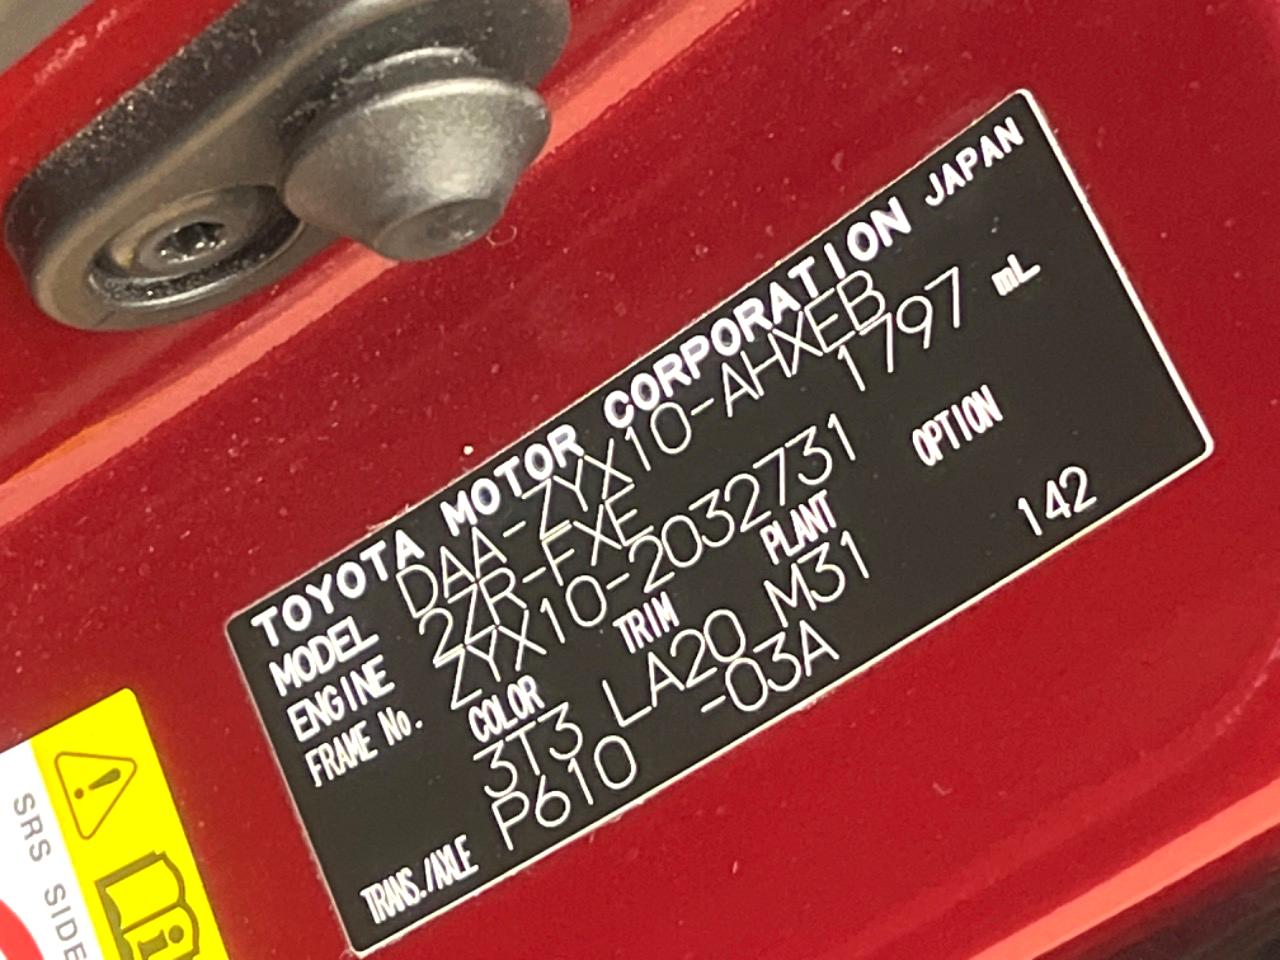 TOYOTA MOTOR CORPORATION JAPAN
MODEL DAA-ZYX10-AHXEB
ENGINE 2ZR-FXE 1797 mL
FRAME No. ZYX10-2032731
COLOR TRIM PLANT OPTION
3T3 LA20 M31 142
TRANS./AXLE P610 -03A
SRS SIDE